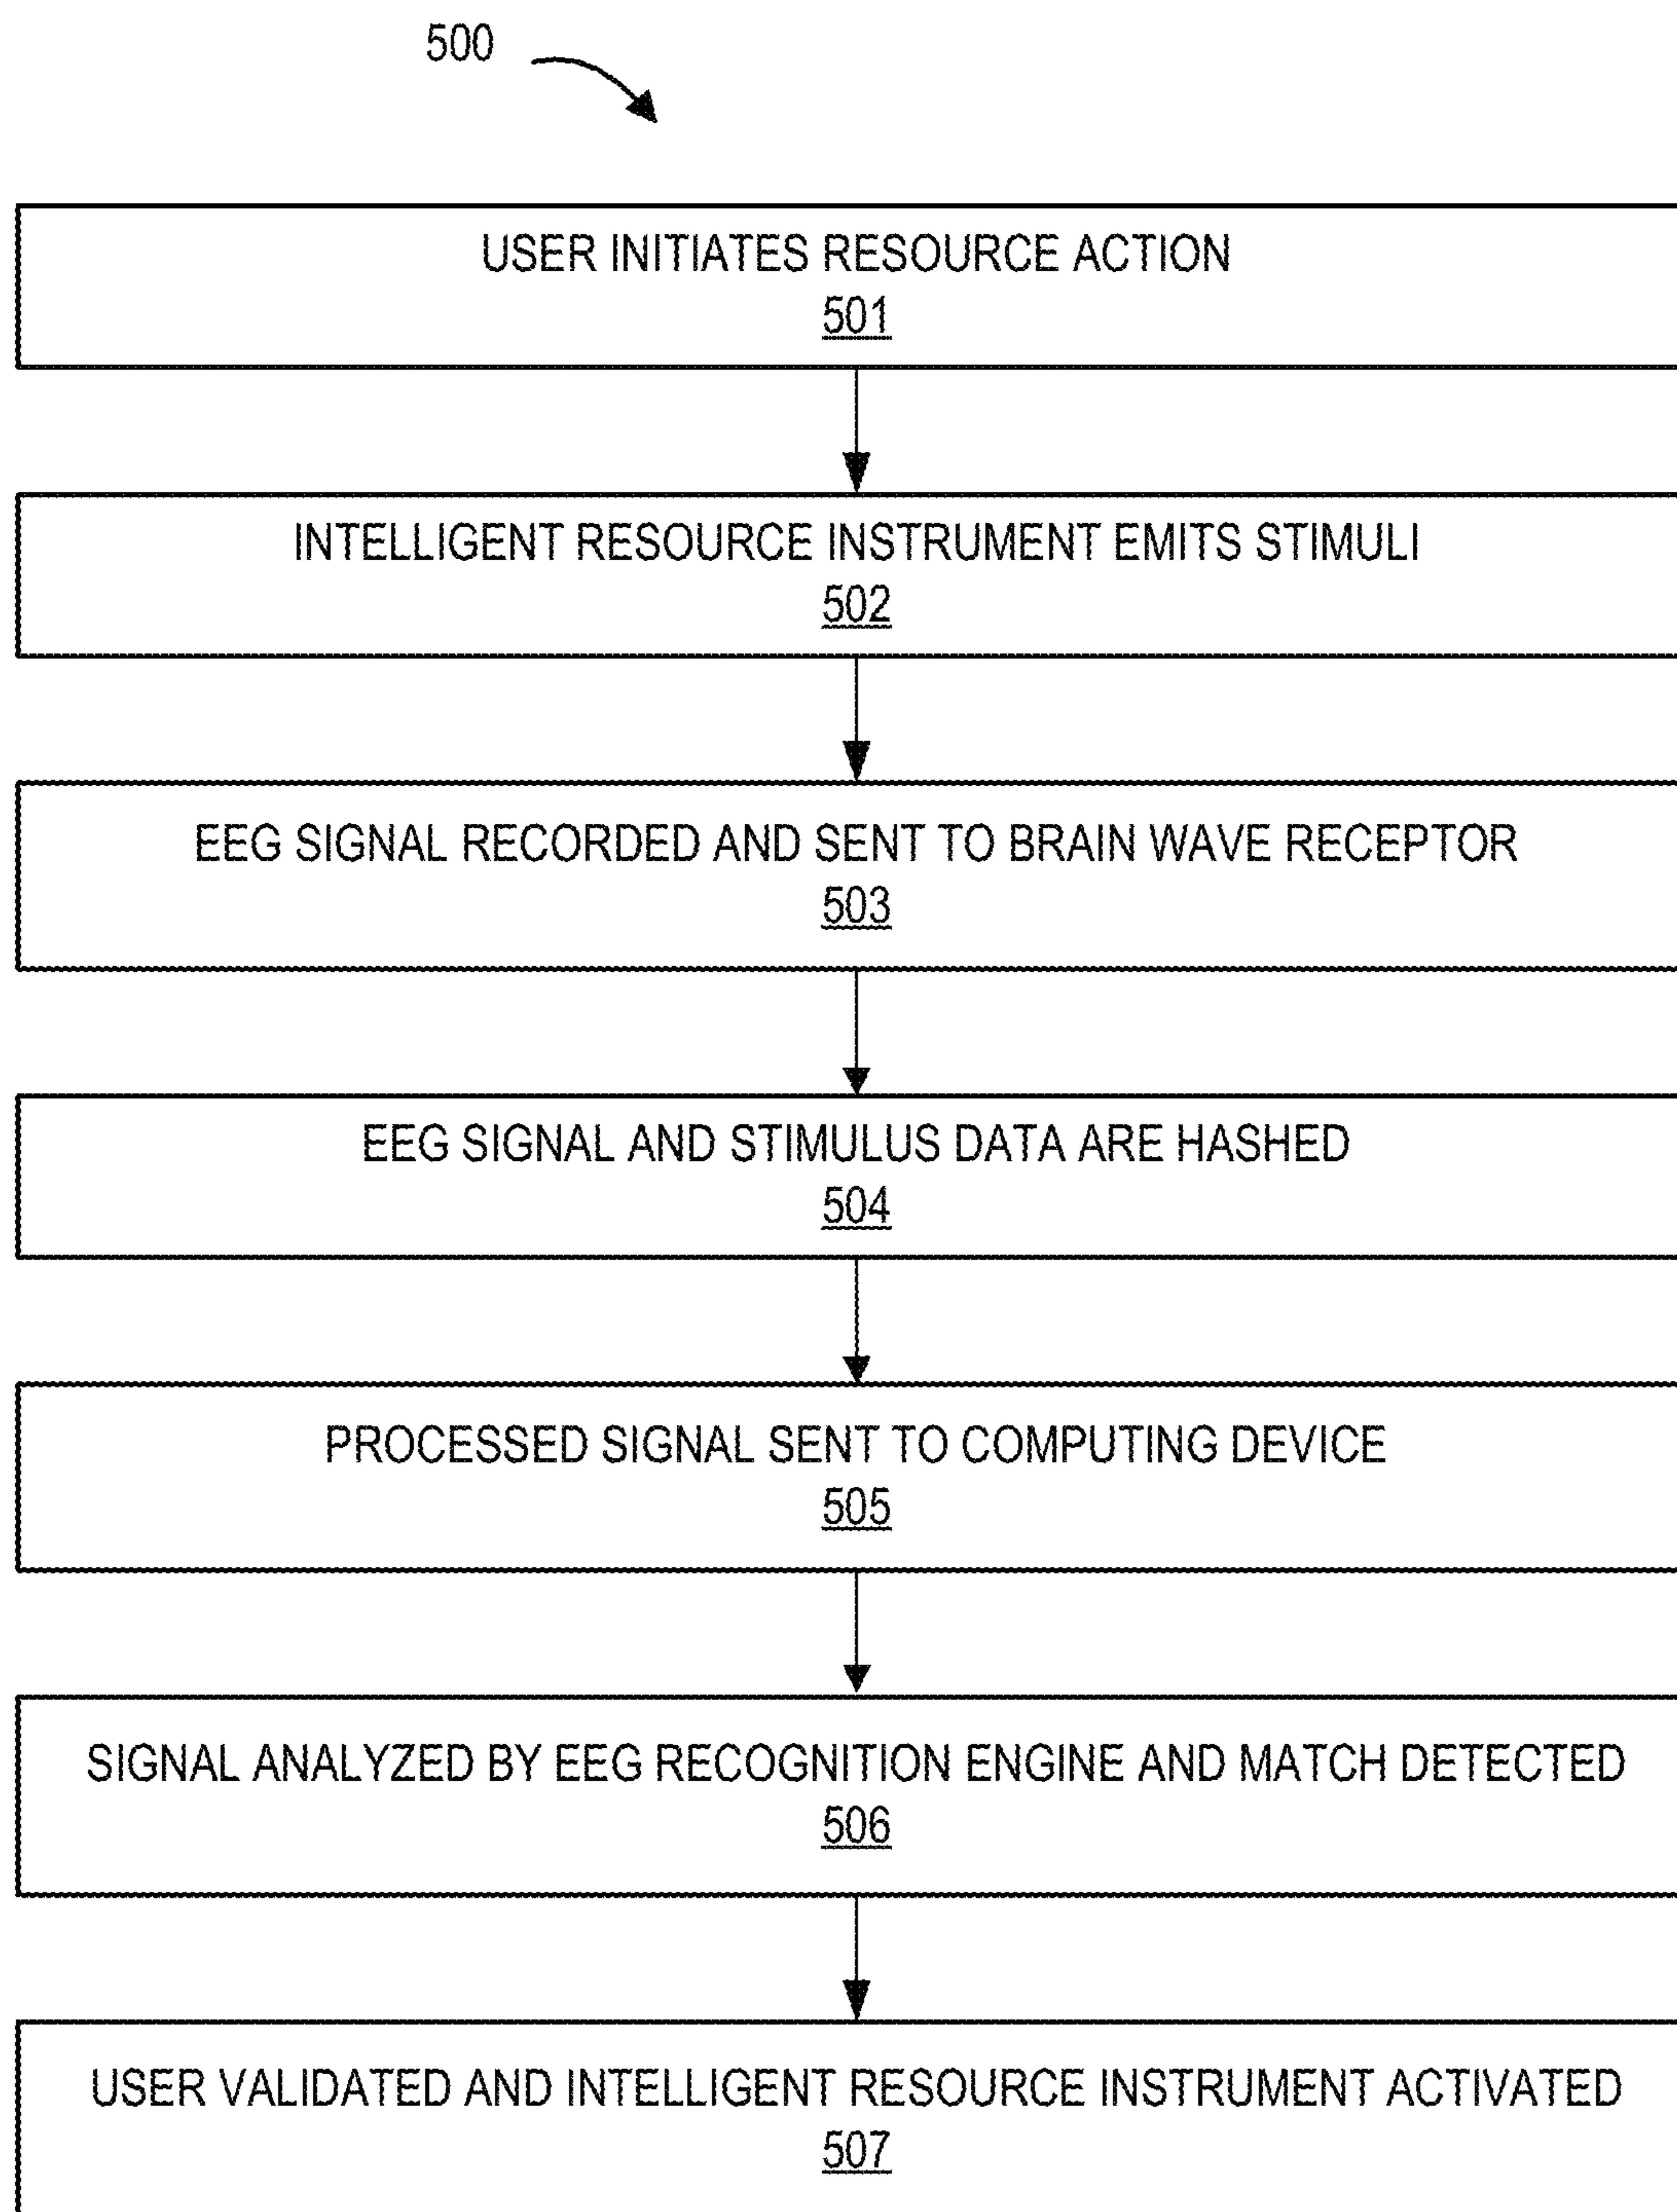 500
USER INITIATES RESOURCE ACTION
501
INTELLIGENT RESOURCE INSTRUMENT EMITS STIMULI
502
EEG SIGNAL RECORDED AND SENT TO BRAIN WAVE RECEPTOR
503
EEG SIGNAL AND STIMULUS DATA ARE HASHED
504
PROCESSED SIGNAL SENT TO COMPUTING DEVICE
505
SIGNAL ANALYZED BY EEG RECOGNITION ENGINE AND MATCH DETECTED
506
USER VALIDATED AND INTELLIGENT RESOURCE INSTRUMENT ACTIVATED
507